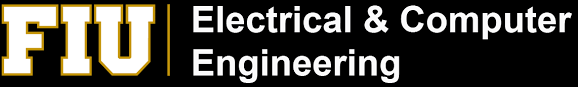 FIU
Electrical & Computer
Engineering